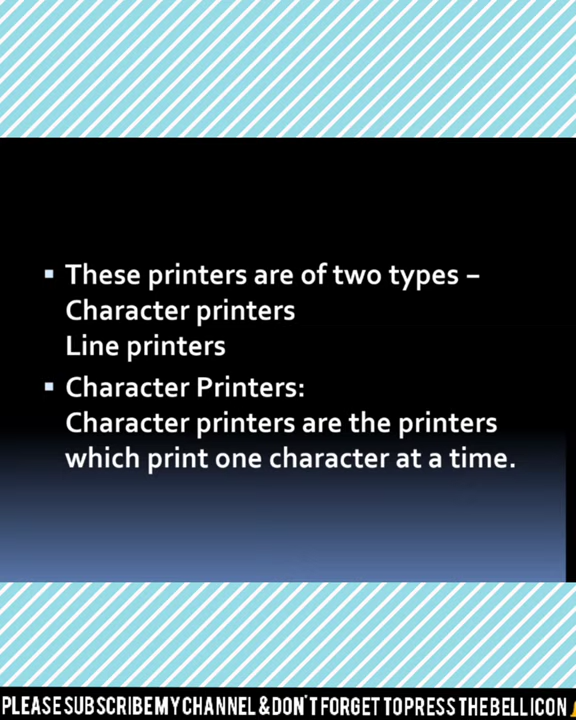 These printers are of two types –
Character printers
Line printers
Character Printers:
Character printers are the printers
which print one character at a time.
PLEASE SUBSCRIBE MY CHANNEL & DON'T FORGET TO PRESS THE BELL ICON